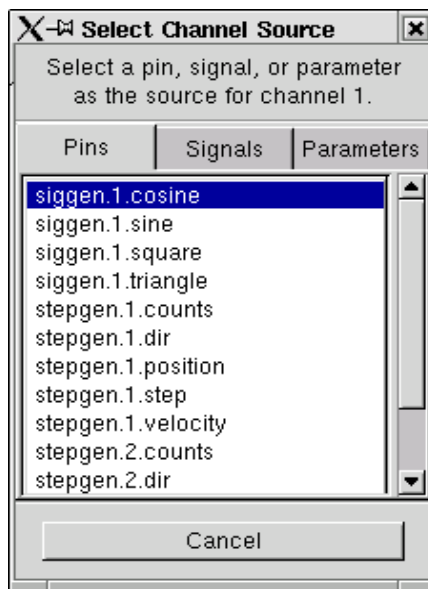 Select Channel Source
Select a pin, signal, or parameter
as the source for channel 1.
Pins Signals Parameters
siggen.1.cosine
siggen.1.sine
siggen.1.square
siggen.1.triangle
stepgen.1.counts
stepgen.1.dir
stepgen.1.position
stepgen.1.step
stepgen.1.velocity
stepgen.2.counts
stepgen.2.dir
Cancel